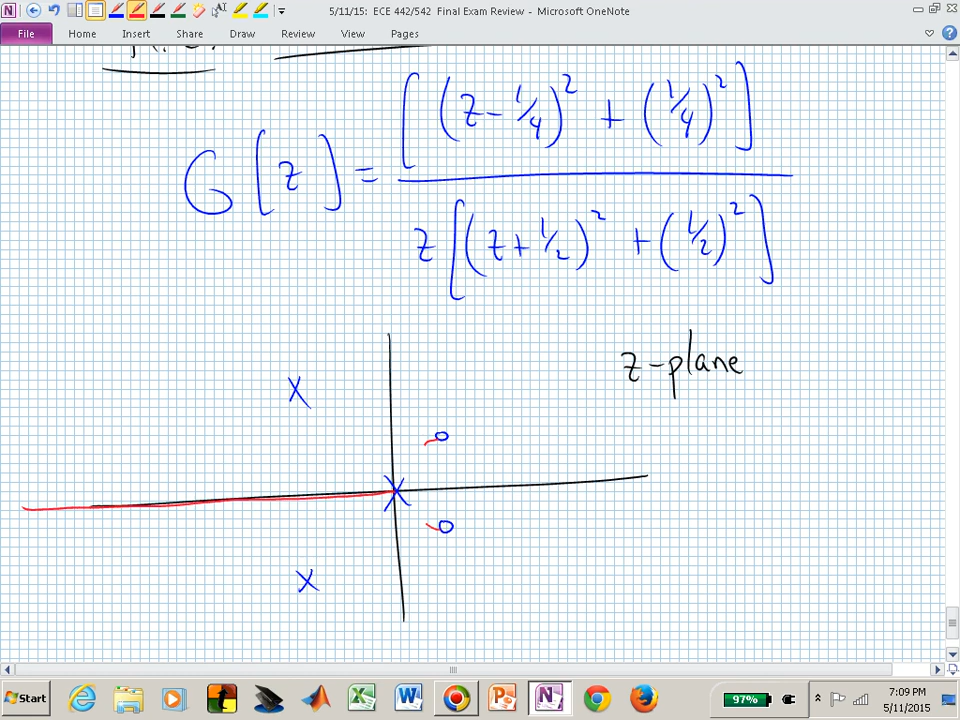 5/11/15: ECE 442/542 Final Exam Review - Microsoft OneNote
File Home Insert Share Draw Review View Pages
G[z] = [(z - 1/4)² + (1/4)²] / z[(z + 1/2)² + (1/2)²]
z-plane
Start
97%
7:09 PM
5/11/2015